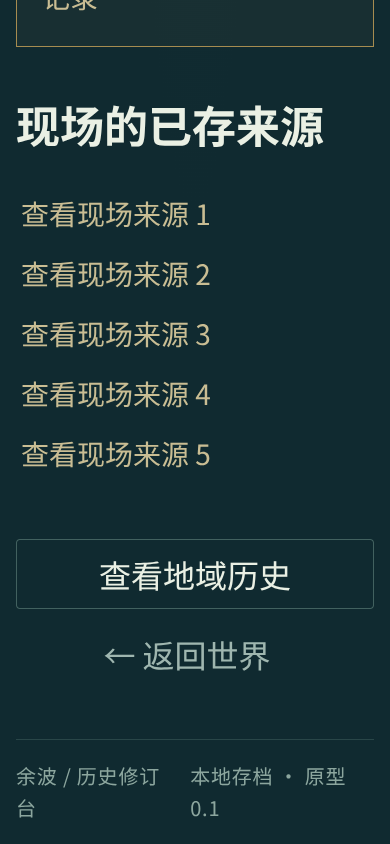 记录
现场的已存来源
查看现场来源 1
查看现场来源 2
查看现场来源 3
查看现场来源 4
查看现场来源 5
查看地域历史
← 返回世界
余波 / 历史修订台
本地存档 · 原型 0.1